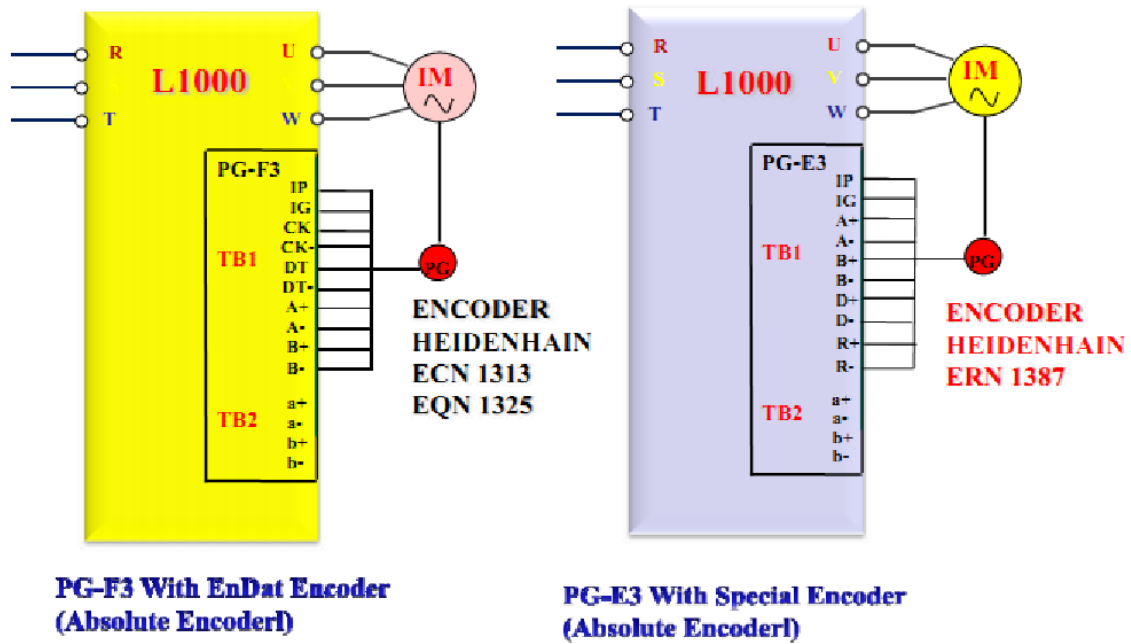 R
U
L1000
T
W
IM
PG-F3
IP
IG
CK
CK-
TB1
DT
DT-
A+
A-
B+
B-
PG
ENCODER
HEIDENHAIN
ECN 1313
EQN 1325
TB2
a+
a-
b+
b-
PG-F3 With EnDat Encoder
(Absolute Encoderl)
R
U
S
L1000
V
T
W
IM
PG-E3
IP
IG
A+
A-
TB1
B+
B-
D+
D-
R+
R-
PG
ENCODER
HEIDENHAIN
ERN 1387
TB2
a+
a-
b+
b-
PG-E3 With Special Encoder
(Absolute Encoderl)